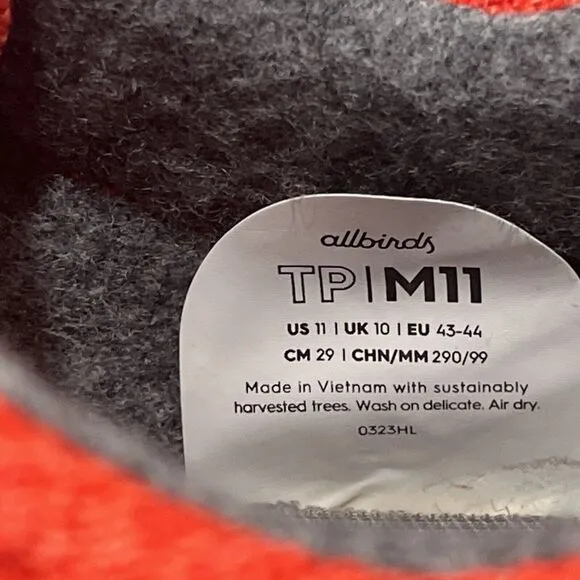 allbirds
TP | M11
US 11 | UK 10 | EU 43-44
CM 29 | CHN/MM 290/99
Made in Vietnam with sustainably
harvested trees. Wash on delicate. Air dry.
0323HL